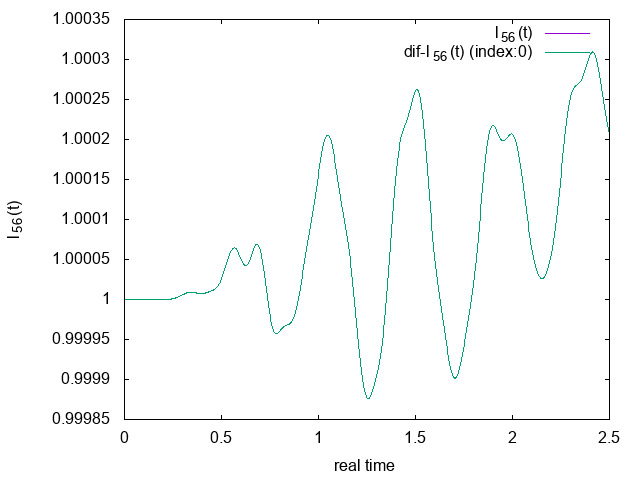 1.00035
1.0003
1.00025
1.0002
1.00015
1.0001
1.00005
1
0.99995
0.9999
0.99985
I₅₆(t)
I₅₆(t)
dif-I₅₆(t) (index:0)
0 0.5 1 1.5 2 2.5
real time